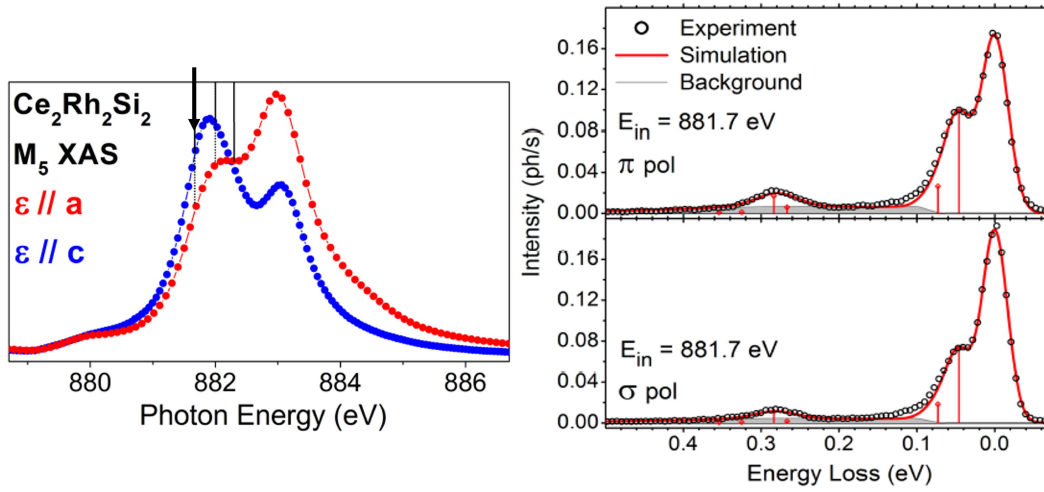 Ce2Rh2Si2
M5 XAS
ε // a
ε // c
880
882
884
886
Photon Energy (eV)
Intensity (ph/s)
0.16
0.12
0.08
0.04
0.00
Experiment
Simulation
Background
Ein = 881.7 eV
π pol
0.16
0.12
0.08
0.04
0.00
Ein = 881.7 eV
σ pol
0.4 0.3 0.2 0.1 0.0
Energy Loss (eV)